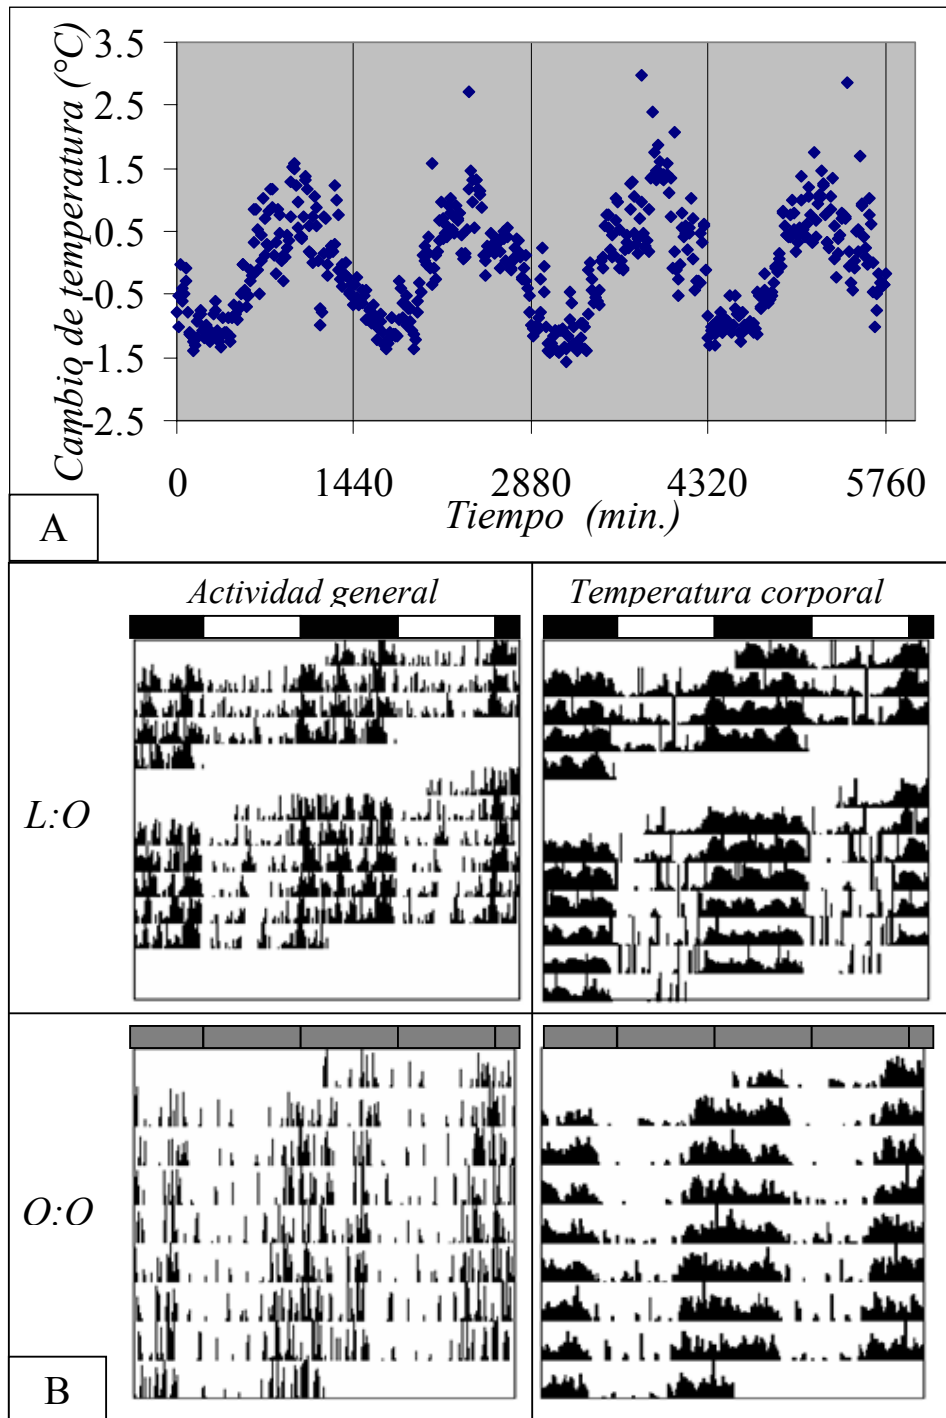 Cambio de temperatura (°C)
3.5
2.5
1.5
0.5
-0.5
-1.5
-2.5
0 1440 2880 4320 5760
Tiempo (min.)
A
Actividad general Temperatura corporal
L:O
O:O
B